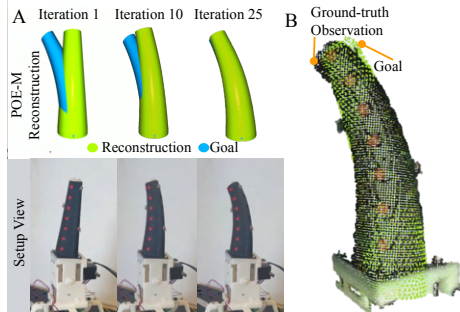 A
Iteration 1
Iteration 10
Iteration 25
POE-M
Reconstruction
Reconstruction
Goal
Setup View
B
Ground-truth
Observation
Goal